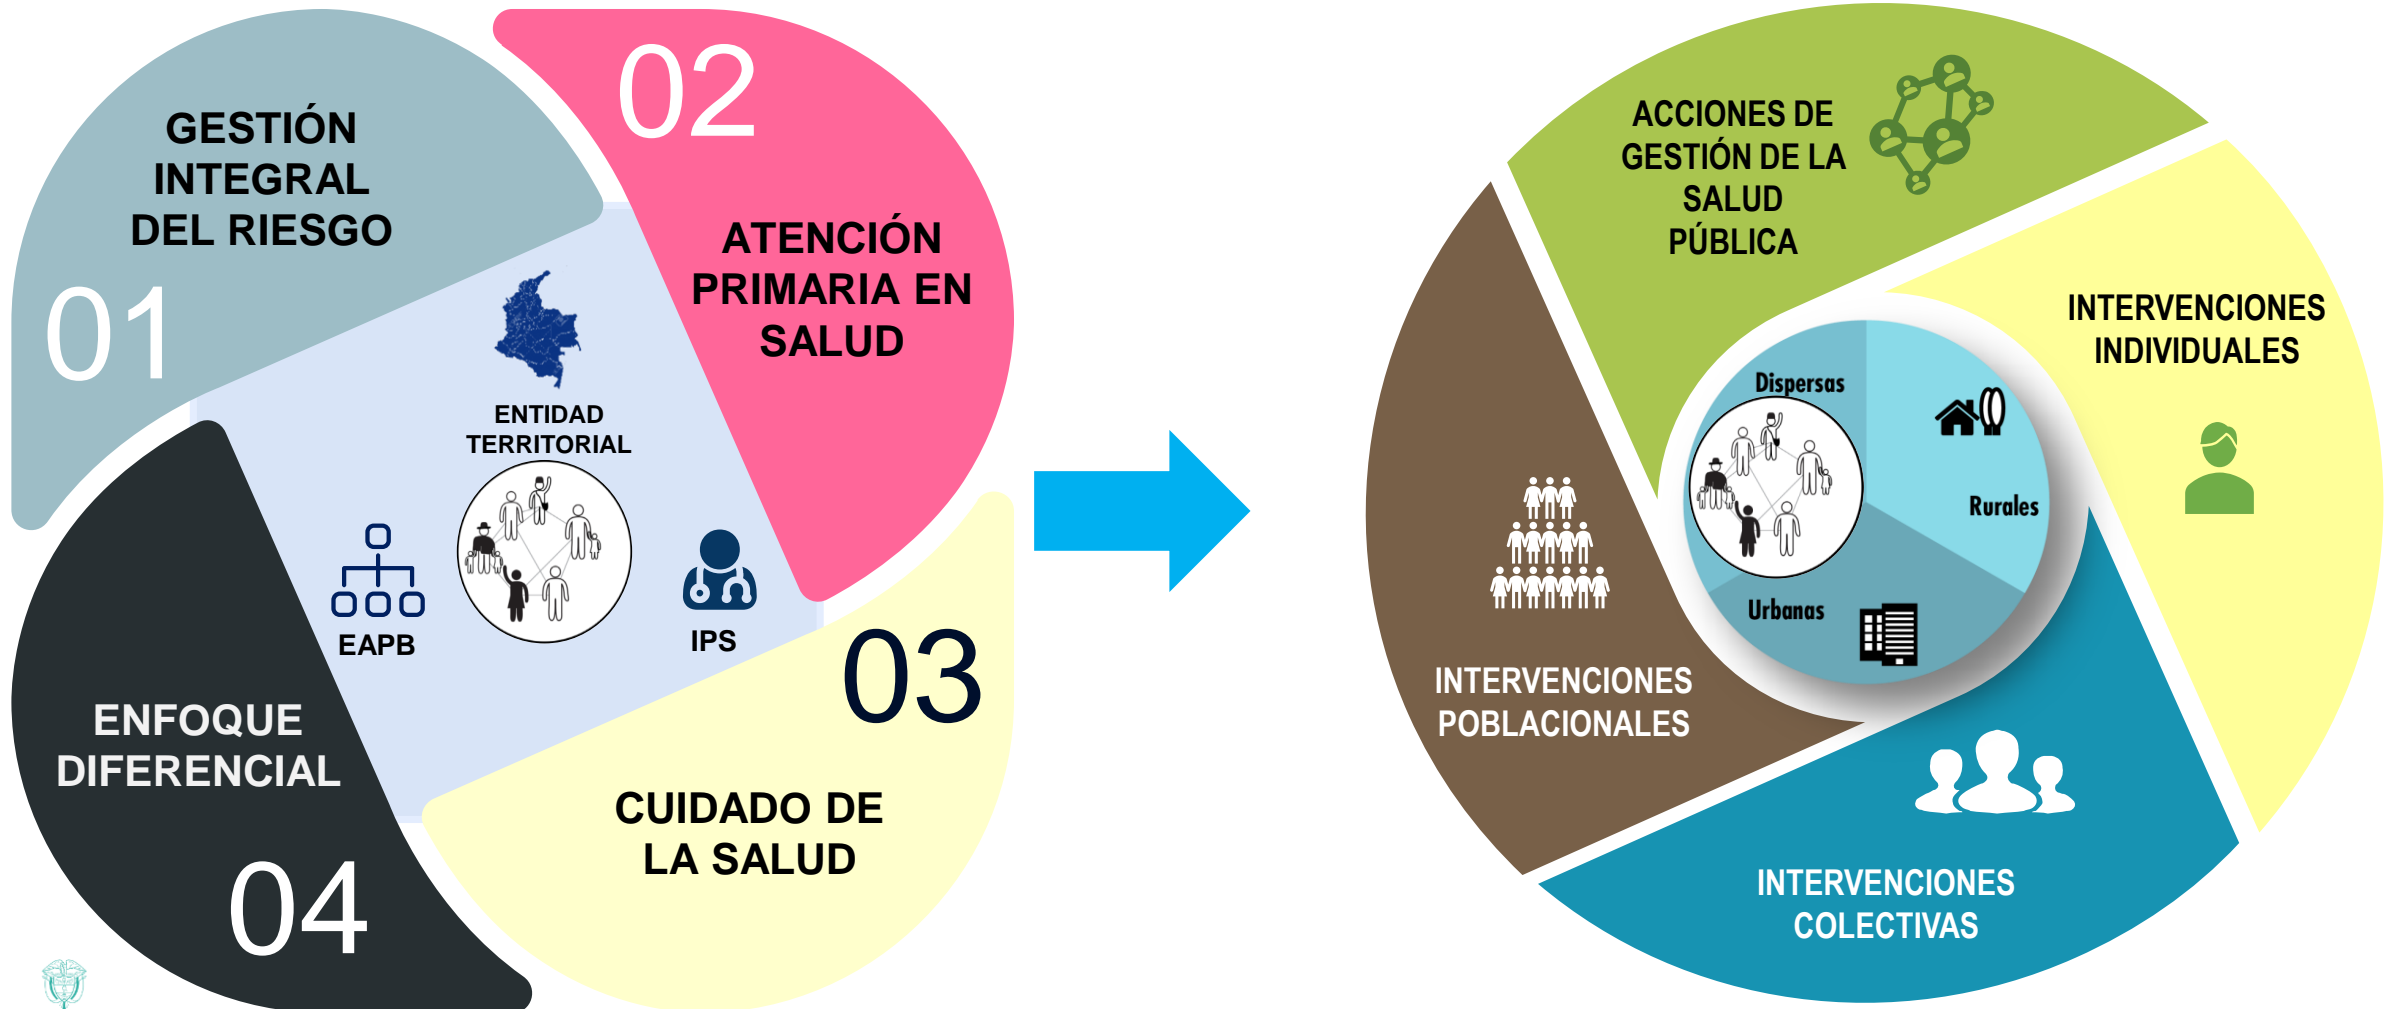 01
GESTIÓN
INTEGRAL
DEL RIESGO
02
ATENCIÓN
PRIMARIA EN
SALUD
03
CUIDADO DE
LA SALUD
04
ENFOQUE
DIFERENCIAL
ENTIDAD
TERRITORIAL
EAPB
IPS
ACCIONES DE
GESTIÓN DE LA
SALUD
PÚBLICA
INTERVENCIONES
INDIVIDUALES
INTERVENCIONES
COLECTIVAS
INTERVENCIONES
POBLACIONALES
Dispersas
Rurales
Urbanas